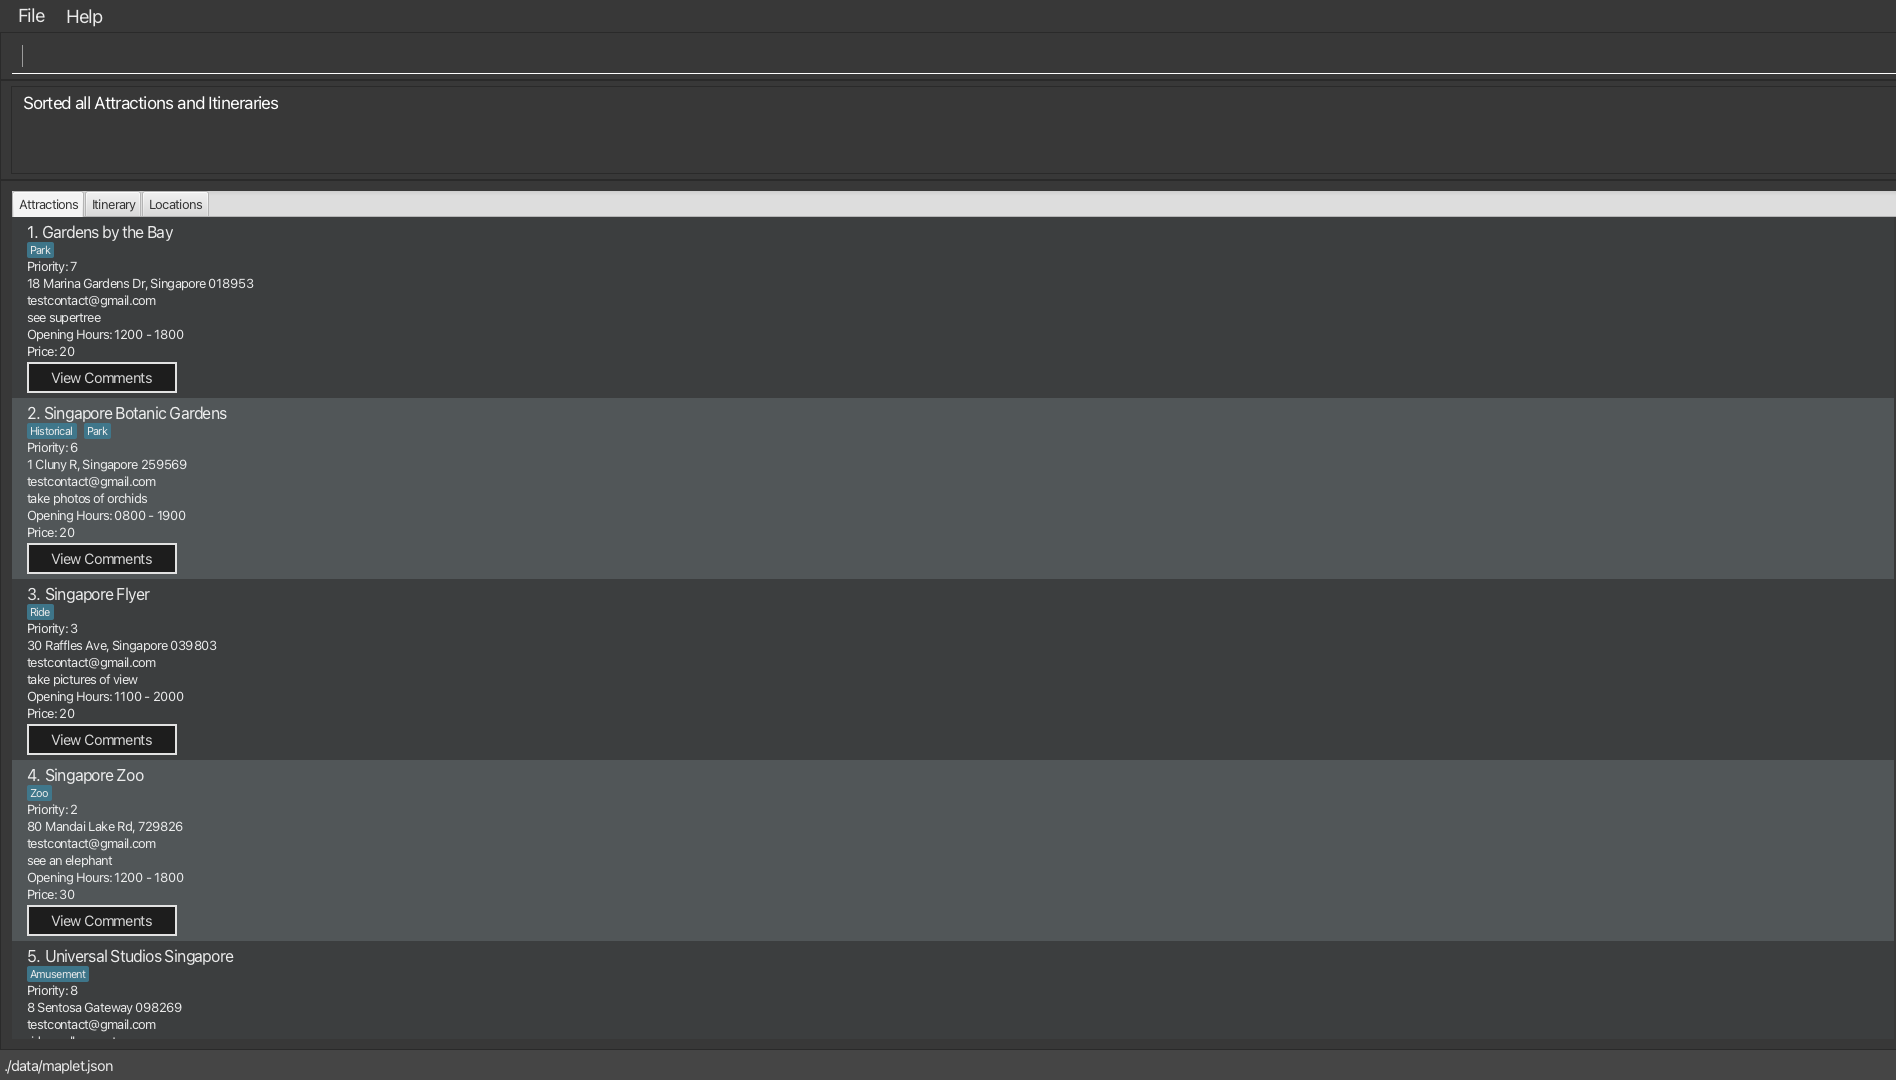 File Help
Sorted all Attractions and Itineraries
Attractions Itinerary Locations
1. Gardens by the Bay
Park
Priority: 7
18 Marina Gardens Dr, Singapore 018953
testcontact@gmail.com
see supertree
Opening Hours: 1200 - 1800
Price: 20
View Comments
2. Singapore Botanic Gardens
Historical Park
Priority: 6
1 Cluny R, Singapore 259569
testcontact@gmail.com
take photos of orchids
Opening Hours: 0800 - 1900
Price: 20
View Comments
3. Singapore Flyer
Ride
Priority: 3
30 Raffles Ave, Singapore 039803
testcontact@gmail.com
take pictures of view
Opening Hours: 1100 - 2000
Price: 20
View Comments
4. Singapore Zoo
Zoo
Priority: 2
80 Mandai Lake Rd, 729826
testcontact@gmail.com
see an elephant
Opening Hours: 1200 - 1800
Price: 30
View Comments
5. Universal Studios Singapore
Amusement
Priority: 8
8 Sentosa Gateway 098269
testcontact@gmail.com
./data/maplet.json